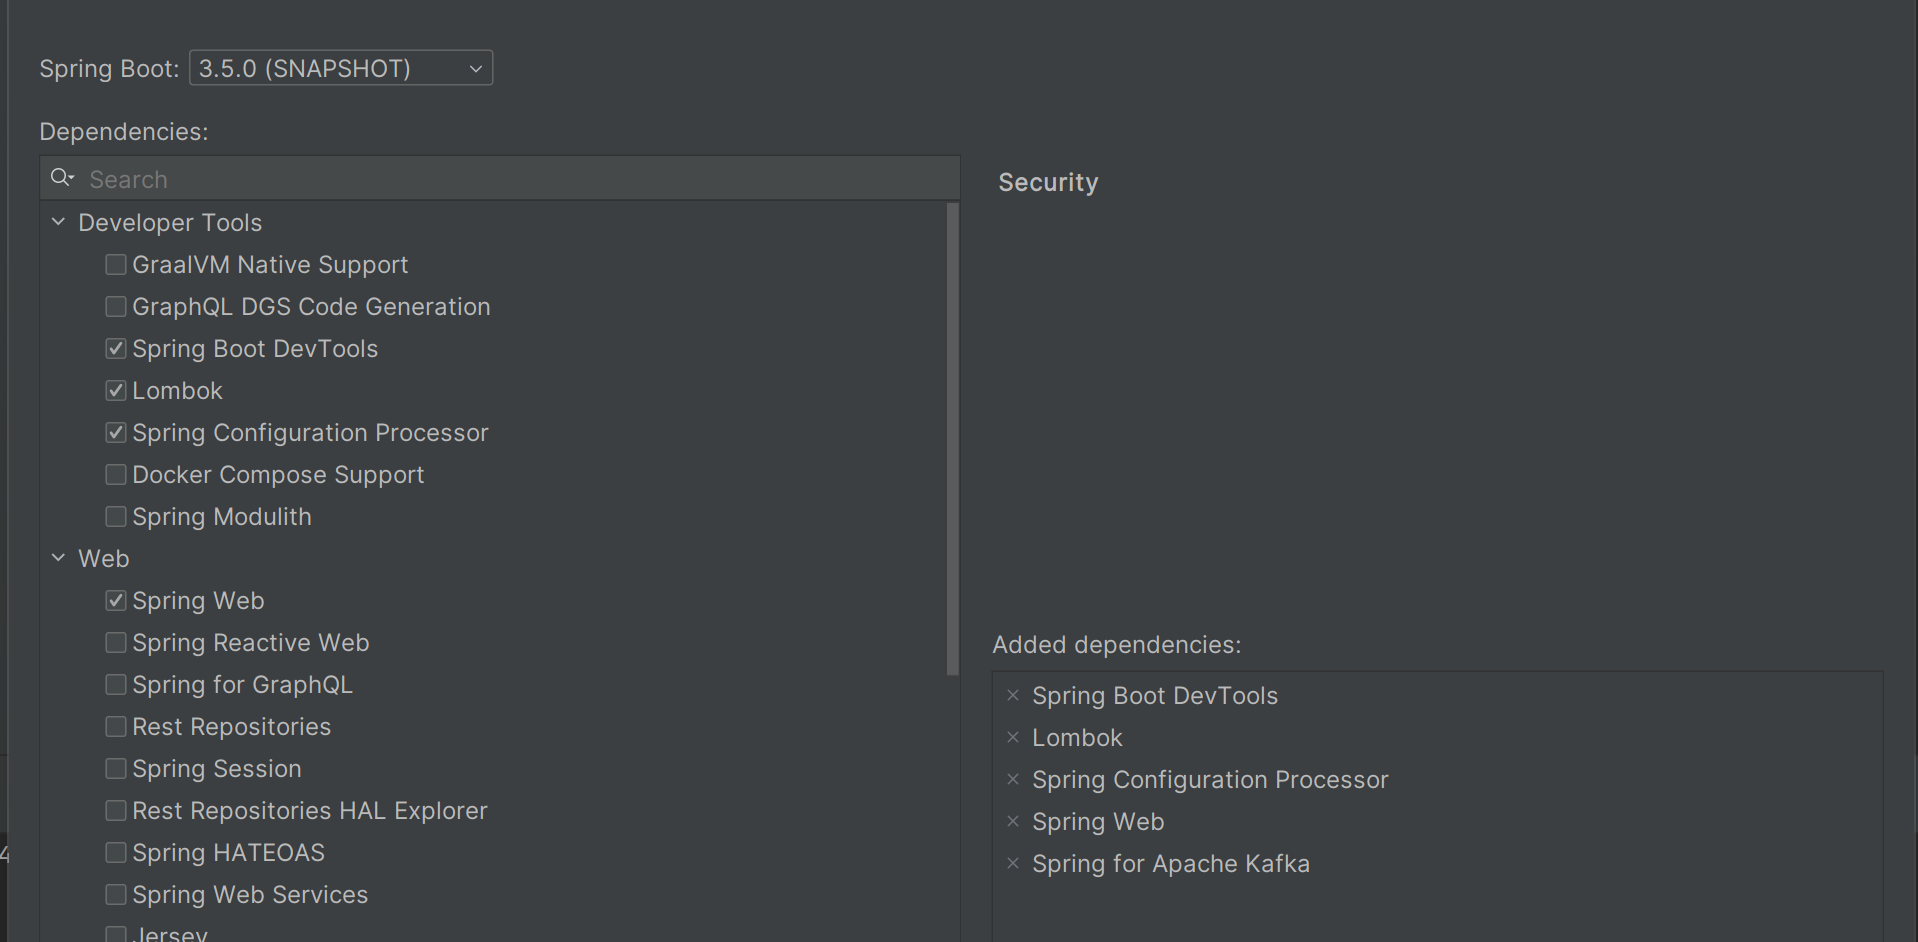 Spring Boot: 3.5.0 (SNAPSHOT)
Dependencies:
Search
Developer Tools
GraalVM Native Support
GraphQL DGS Code Generation
Spring Boot DevTools
Lombok
Spring Configuration Processor
Docker Compose Support
Spring Modulith
Web
Spring Web
Spring Reactive Web
Spring for GraphQL
Rest Repositories
Spring Session
Rest Repositories HAL Explorer
Spring HATEOAS
Spring Web Services
Jersey
Security
Added dependencies:
Spring Boot DevTools
Lombok
Spring Configuration Processor
Spring Web
Spring for Apache Kafka
4